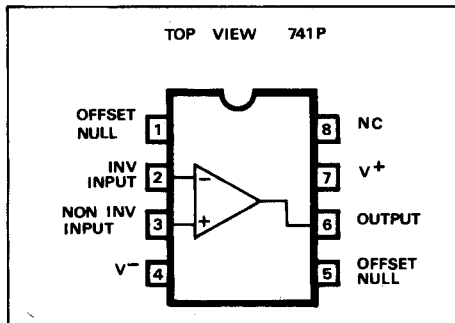 TOP VIEW 741P
OFFSET
NULL
1
8
NC
INV
INPUT
2
−
7
V+
NON INV
INPUT
3
+
6
OUTPUT
V−
4
5
OFFSET
NULL